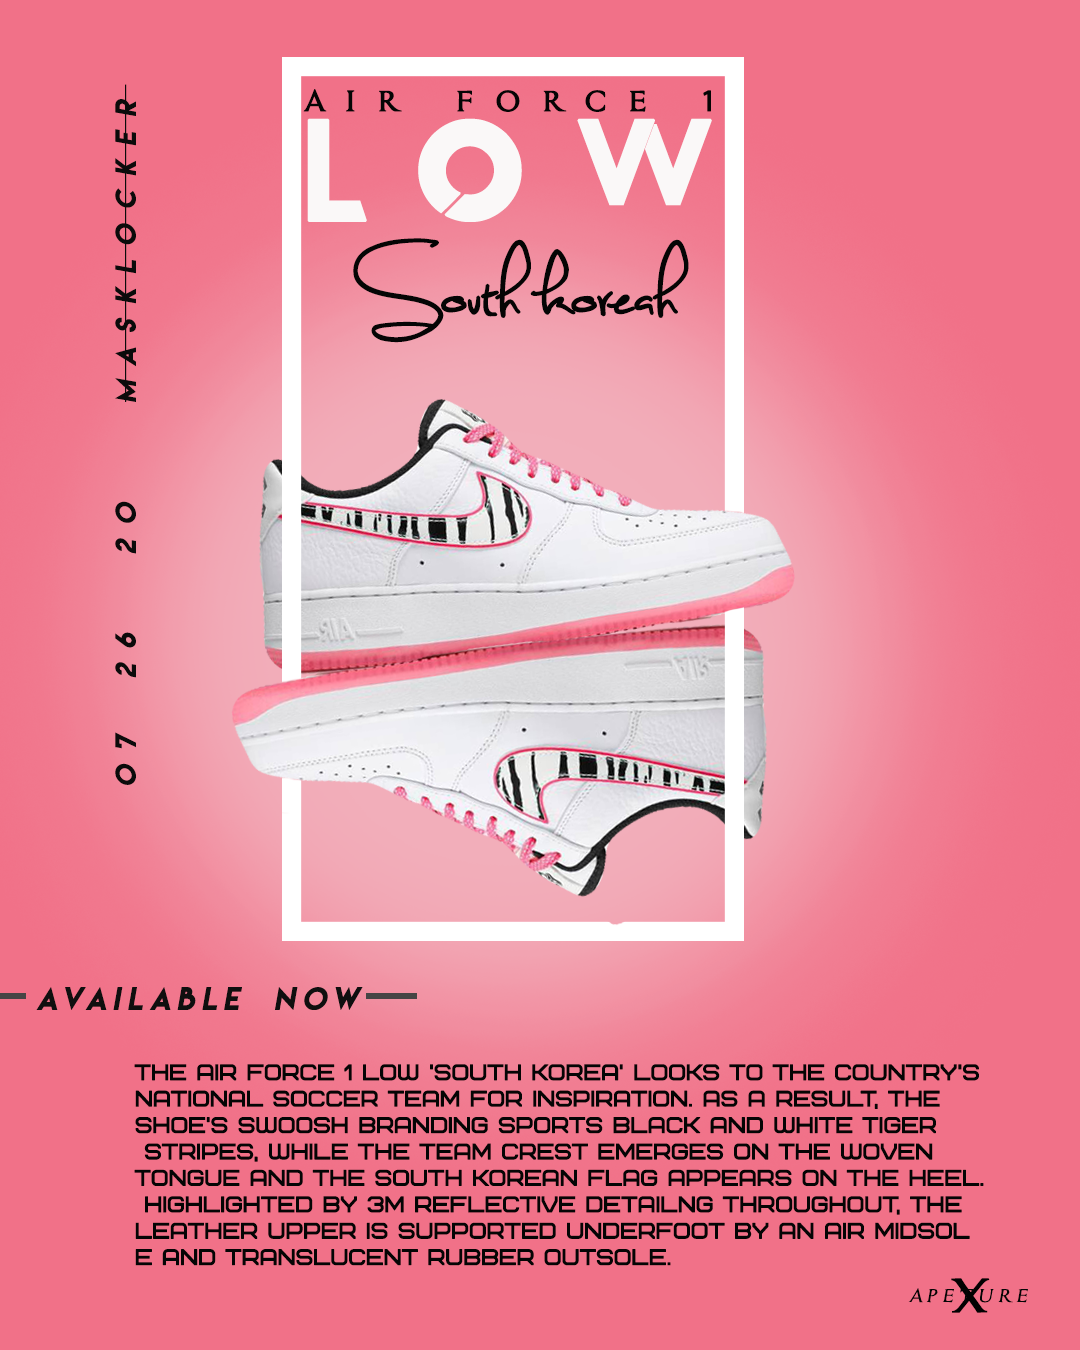 AIR FORCE 1
LOW
South korean
MASKLOCKER
07 26 20
AIR
AIR
AVAILABLE NOW
THE AIR FORCE 1 LOW 'SOUTH KOREA' LOOKS TO THE COUNTRY'S
NATIONAL SOCCER TEAM FOR INSPIRATION. AS A RESULT, THE
SHOE'S SWOOSH BRANDING SPORTS BLACK AND WHITE TIGER
STRIPES, WHILE THE TEAM CREST EMERGES ON THE WOVEN
TONGUE AND THE SOUTH KOREAN FLAG APPEARS ON THE HEEL.
HIGHLIGHTED BY 3M REFLECTIVE DETAILNG THROUGHOUT, THE
LEATHER UPPER IS SUPPORTED UNDERFOOT BY AN AIR MIDSOL
E AND TRANSLUCENT RUBBER OUTSOLE.
APEXURE